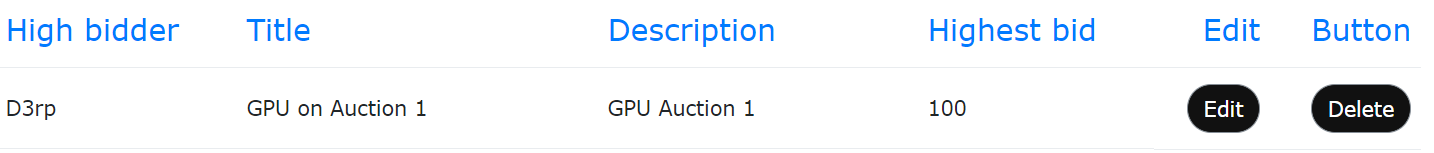 High bidder Title Description Highest bid Edit Button
D3rp GPU on Auction 1 GPU Auction 1 100 Edit Delete